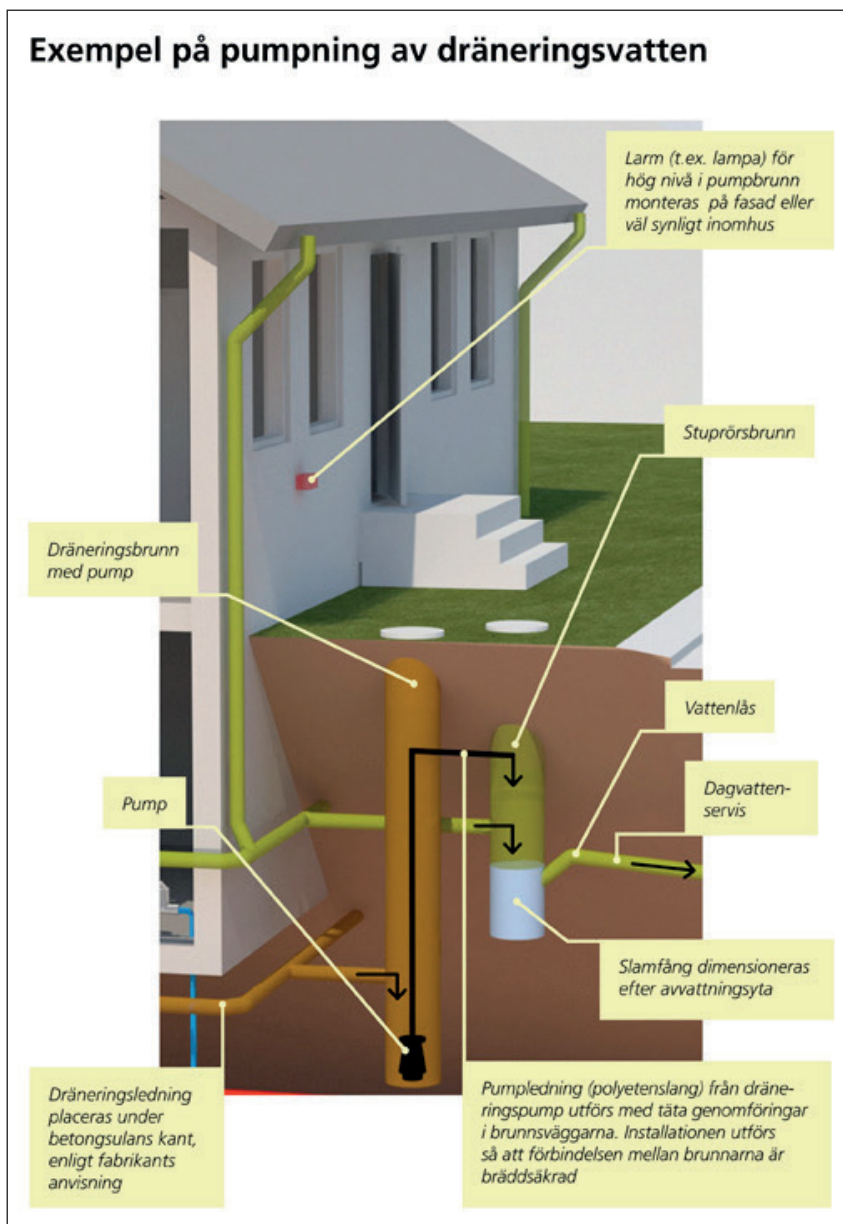 Exempel på pumpning av dräneringsvatten
Larm (t.ex. lampa) för
hög nivå i pumpbrunn
monteras på fasad eller
väl synligt inomhus
Stuprörsbrunn
Dräneringsbrunn
med pump
Vattenlås
Pump
Dagvatten-
servis
Slamfång dimensioneras
efter avvattningsyta
Dräneringsledning
placeras under
betongsulans kant,
enligt fabrikants
anvisning
Pumpledning (polyetenslang) från dräne-
ringspump utförs med täta genomföringar
i brunnsväggarna. Installationen utförs
så att förbindelsen mellan brunnarna är
bräddsäkrad